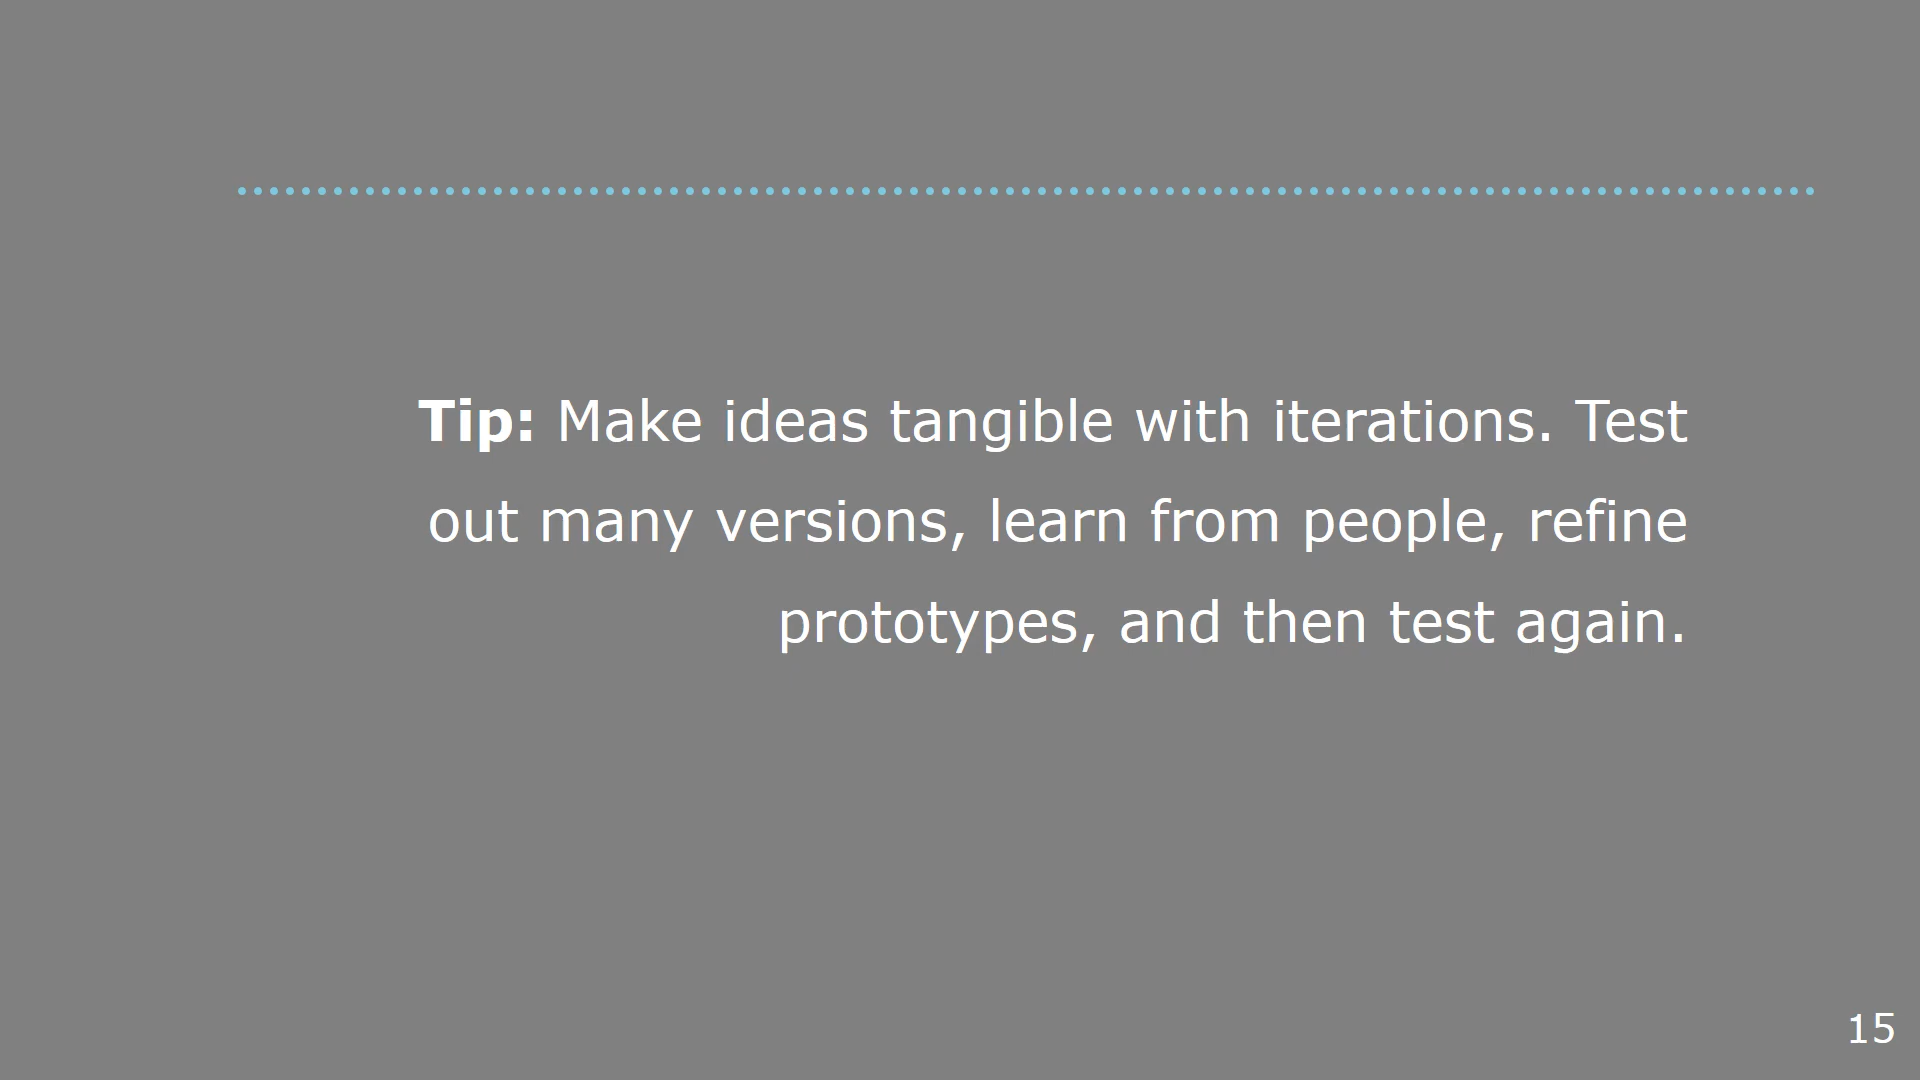 Tip: Make ideas tangible with iterations. Test
out many versions, learn from people, refine
prototypes, and then test again.
15